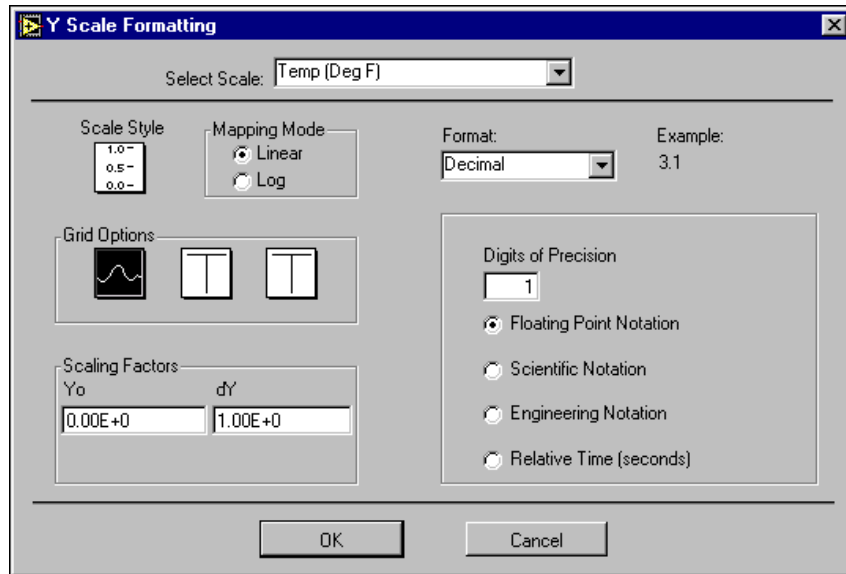 Y Scale Formatting
Select Scale: Temp (Deg F)
Scale Style
1.0
0.5
0.0
Mapping Mode
Linear
Log
Format:
Decimal
Example:
3.1
Grid Options
Digits of Precision
1
Floating Point Notation
Scientific Notation
Engineering Notation
Relative Time (seconds)
Scaling Factors
Yo dY
0.00E+0 1.00E+0
OK Cancel